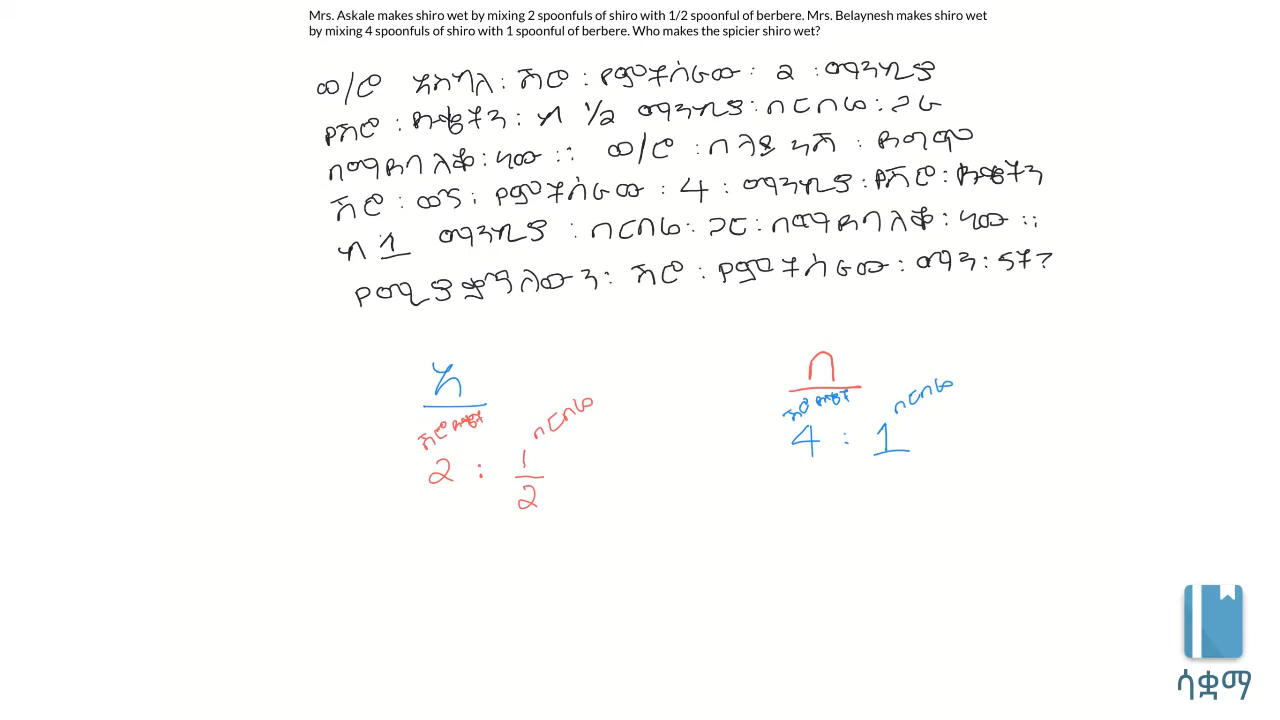 Mrs. Askale makes shiro wet by mixing 2 spoonfuls of shiro with 1/2 spoonful of berbere. Mrs. Belaynesh makes shiro wet
by mixing 4 spoonfuls of shiro with 1 spoonful of berbere. Who makes the spicier shiro wet?
ወ/ሮ አስካለ ፡ ሽሮ ፡ የምትሰራው ፡ 2 ፡ ማንኪያ
የሽሮ ፡ ዱቄትን ፡ ከ 1/2 ማንኪያ ፡ በርበሬ ፡ ጋራ
በማደባለቅ ፡ ነው ። ወ/ሮ ፡ በላይነሽ ፡ ደግሞ
ሽሮ ፡ ወጥ ፡ የምትሰራው ፡ 4 ፡ ማንኪያ ፡ የሽሮ ፡ ዱቄትን
ከ 1 ማንኪያ ፡ በርበሬ ፡ ጋር ፡ በማደባለቅ ፡ ነው ።
የሚያቃጥለውን ፡ ሽሮ ፡ የምትሰራው ፡ ማን ፡ ናት?
አ
ሽሮ ዱቄት በርበሬ
2 : 1/2
በ
ሽሮ ዱቄት በርበሬ
4 : 1
ሳቋማ